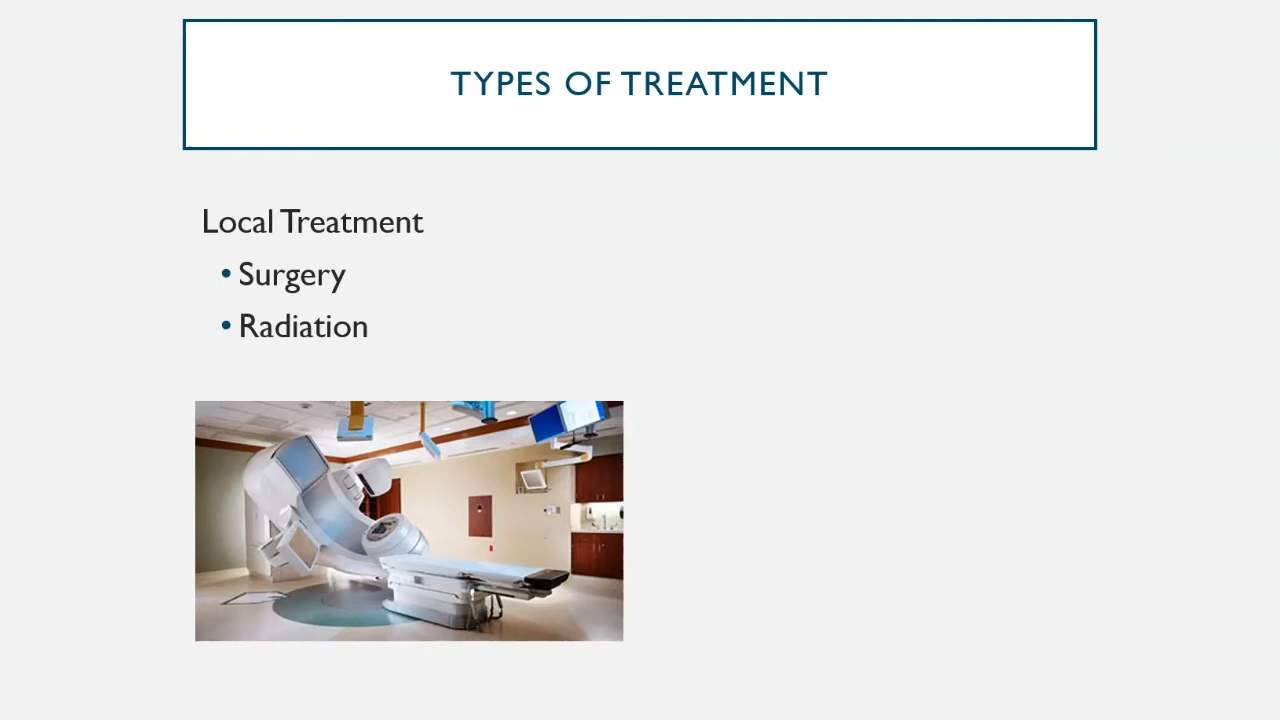 TYPES OF TREATMENT
Local Treatment
• Surgery
• Radiation